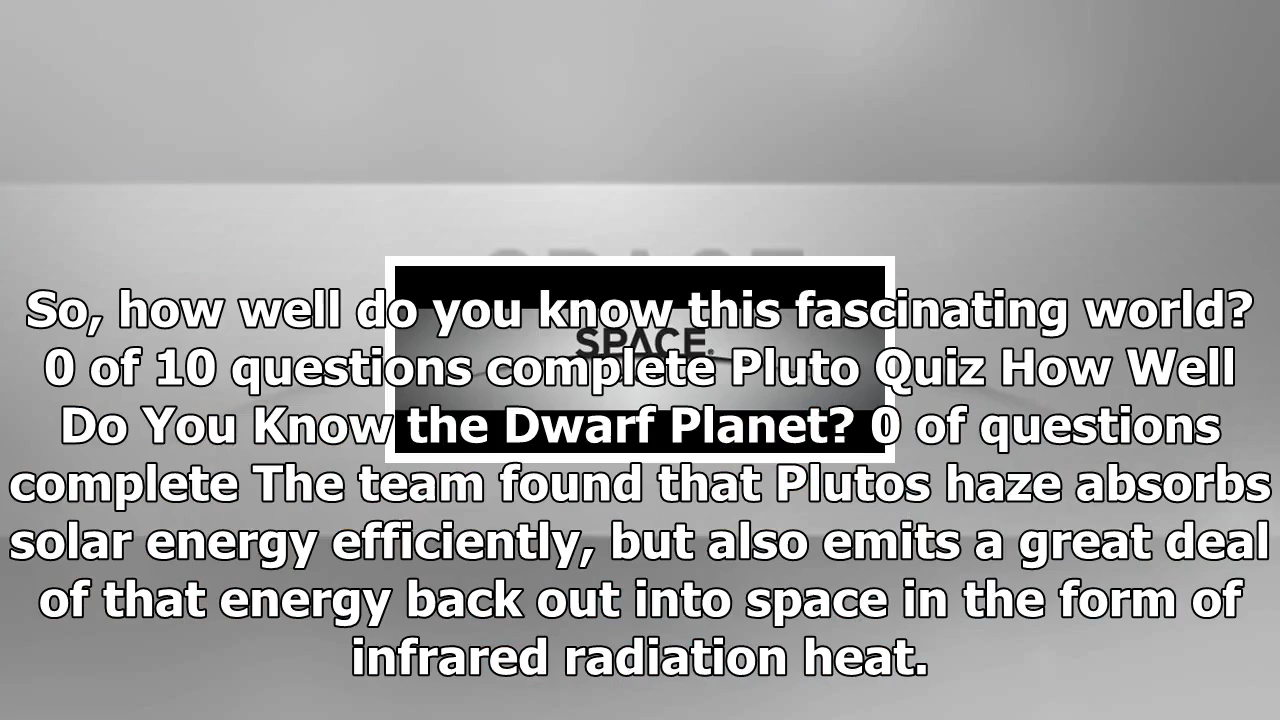 So, how well do you know this fascinating world?
SPACE.
0 of 10 questions complete Pluto Quiz How Well
Do You Know the Dwarf Planet? 0 of questions
complete The team found that Plutos haze absorbs
solar energy efficiently, but also emits a great deal
of that energy back out into space in the form of
infrared radiation heat.